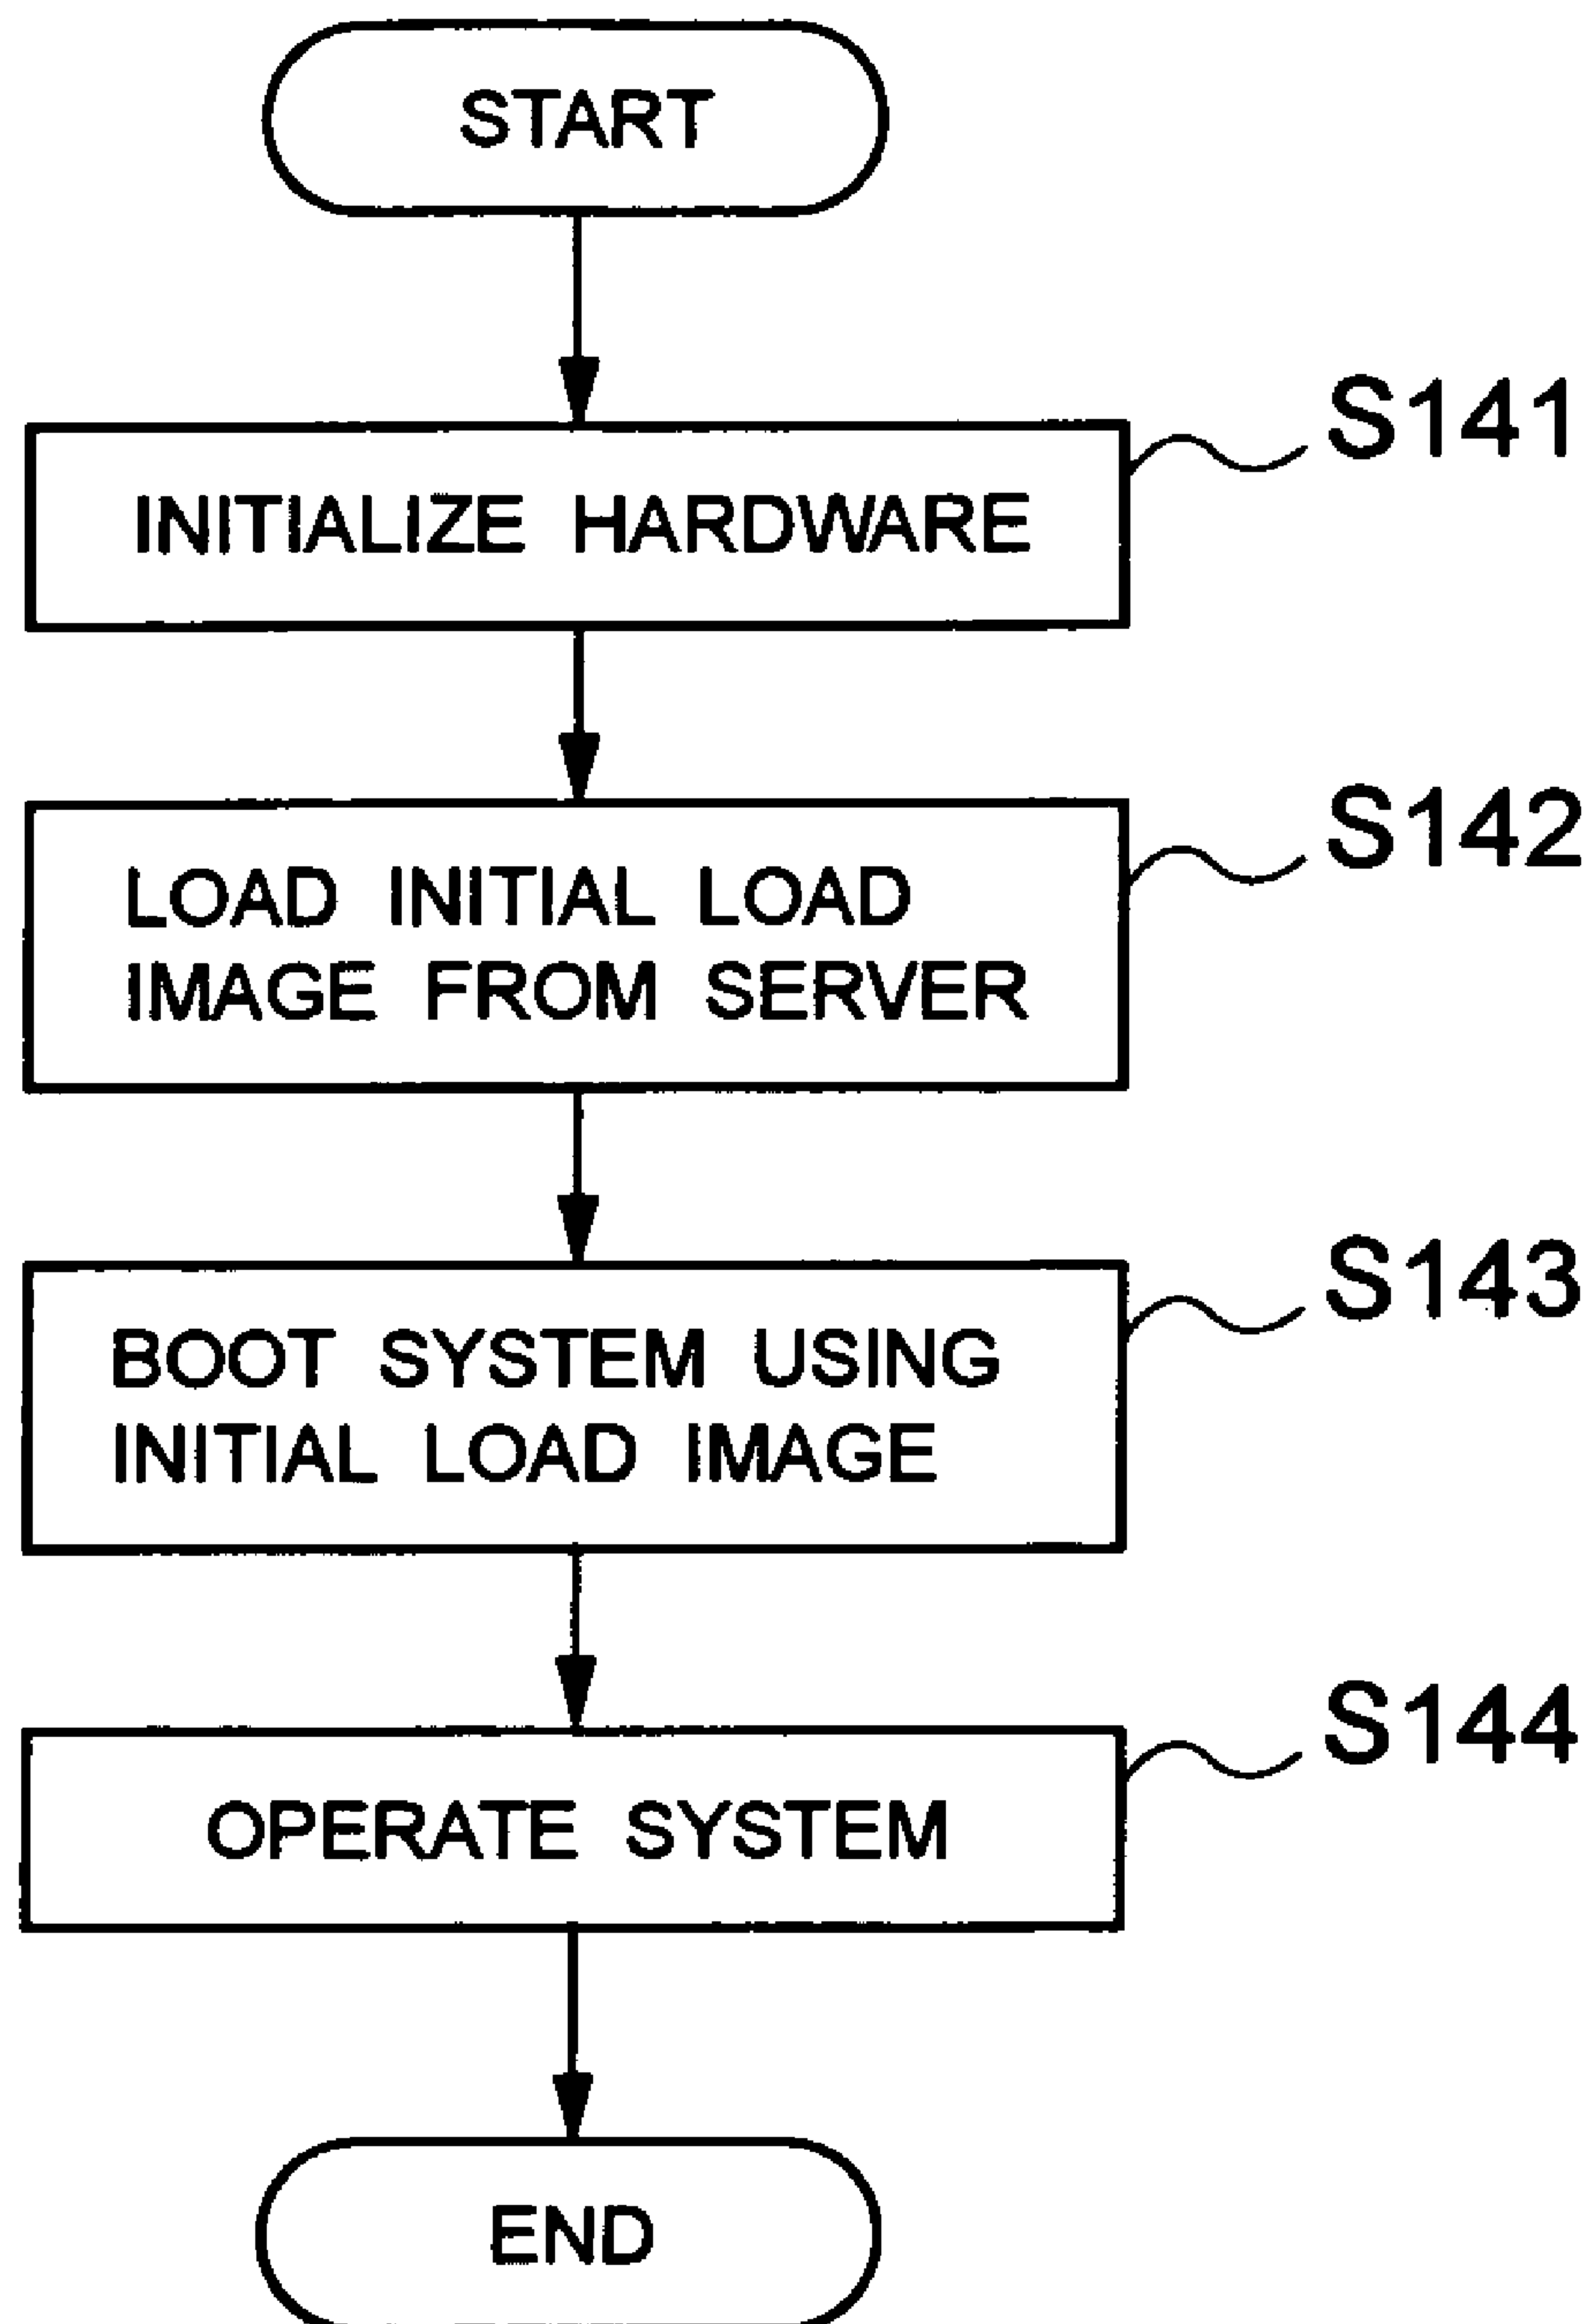 START
S141
INITIALIZE HARDWARE
S142
LOAD INITIAL LOAD
IMAGE FROM SERVER
S143
BOOT SYSTEM USING
INITIAL LOAD IMAGE
S144
OPERATE SYSTEM
END